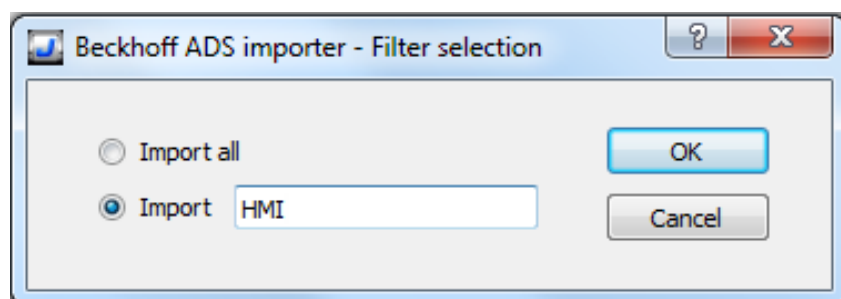 Beckhoff ADS importer - Filter selection
Import all
OK
Import HMI
Cancel